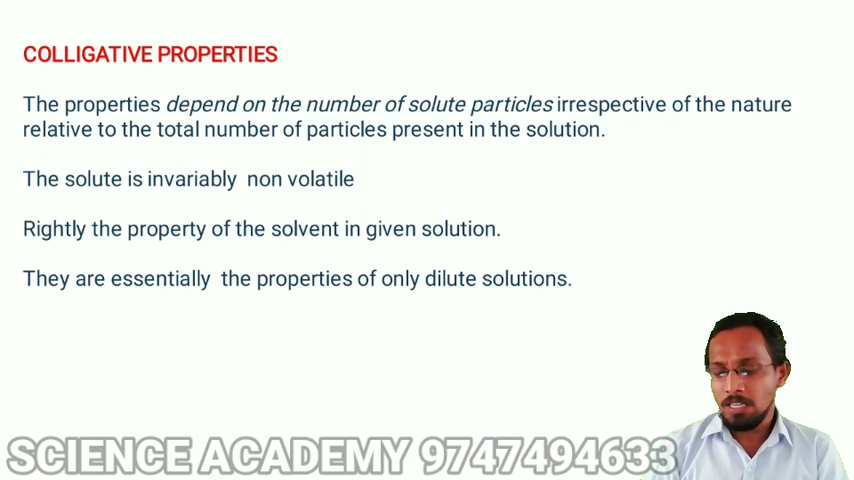 COLLIGATIVE PROPERTIES
The properties depend on the number of solute particles irrespective of the nature
relative to the total number of particles present in the solution.
The solute is invariably non volatile
Rightly the property of the solvent in given solution.
They are essentially the properties of only dilute solutions.
SCIENCE ACADEMY 9747494633